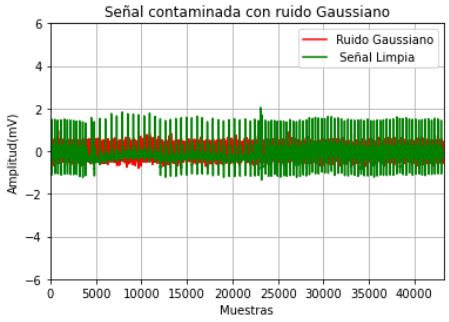 Señal contaminada con ruido Gaussiano
Ruido Gaussiano
Señal Limpia
Amplitud(mV)
6
4
2
0
−2
−4
−6
0 5000 10000 15000 20000 25000 30000 35000 40000
Muestras